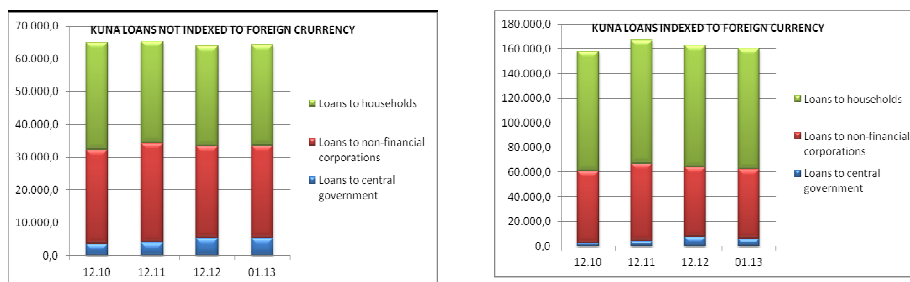 KUNA LOANS NOT INDEXED TO FOREIGN CRURRENCY
70.000,0
60.000,0
50.000,0
40.000,0
30.000,0
20.000,0
10.000,0
0,0
12.10 12.11 12.12 01.13
Loans to households
Loans to non-financial
corporations
Loans to central
government
KUNA LOANS INDEXED TO FOREIGN CURRENCY
180.000,0
160.000,0
140.000,0
120.000,0
100.000,0
80.000,0
60.000,0
40.000,0
20.000,0
0,0
12.10 12.11 12.12 01.13
Loans to households
Loans to non-financial
corporations
Loans to central
government